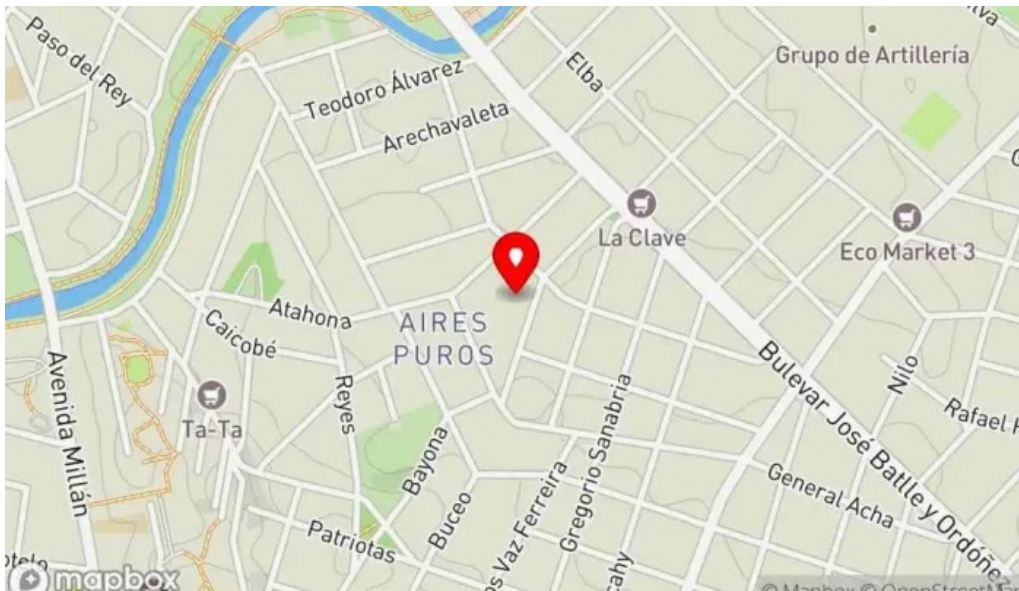 Paso del Rey
Teodoro Álvarez
Elba
Grupo de Artillería
Arechavaleta
La Clave
Eco Market 3
Atahona
Caicobé
AIRES
PUROS
Avenida Millán
Ta-Ta
Reyes
Bayona
Buceo
Patriotas
Vaz Ferreira
Gregorio Sanabria
Bulevar José Batlle y Ordóñez
Nilo
Rafael
General Acha
mapbox
© Mapbox © OpenStreetMap